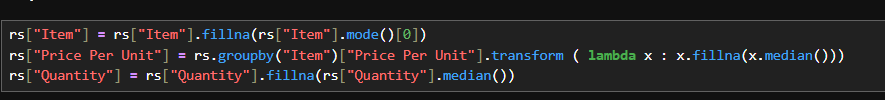 rs["Item"] = rs["Item"].fillna(rs["Item"].mode()[0])
rs["Price Per Unit"] = rs.groupby("Item")["Price Per Unit"].transform ( lambda x : x.fillna(x.median()))
rs["Quantity"] = rs["Quantity"].fillna(rs["Quantity"].median())